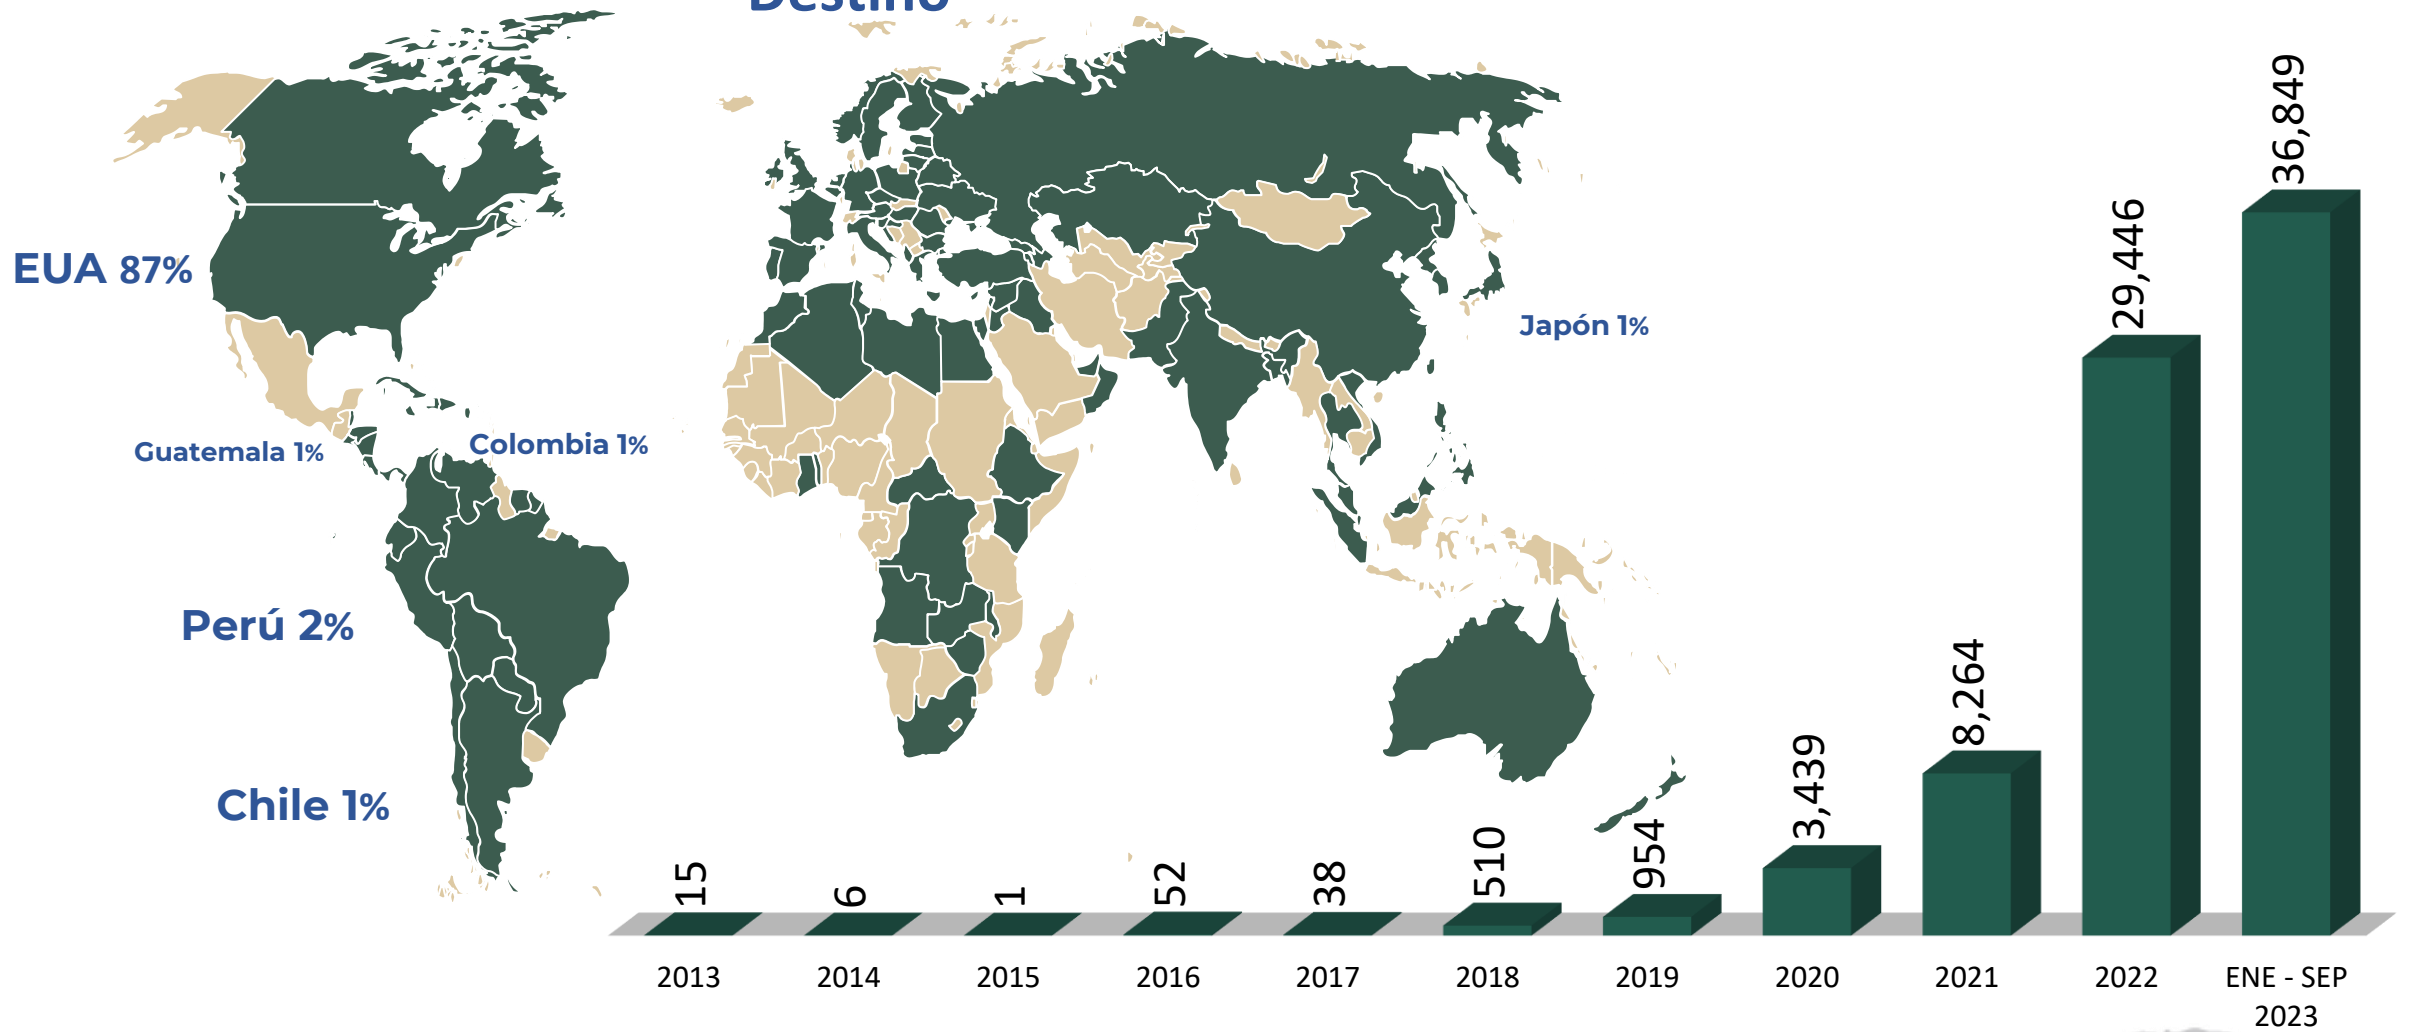 Destino
EUA 87%
Japón 1%
Guatemala 1%
Colombia 1%
Perú 2%
Chile 1%
15
6
1
52
38
510
954
3,439
8,264
29,446
36,849
2013
2014
2015
2016
2017
2018
2019
2020
2021
2022
ENE - SEP
2023